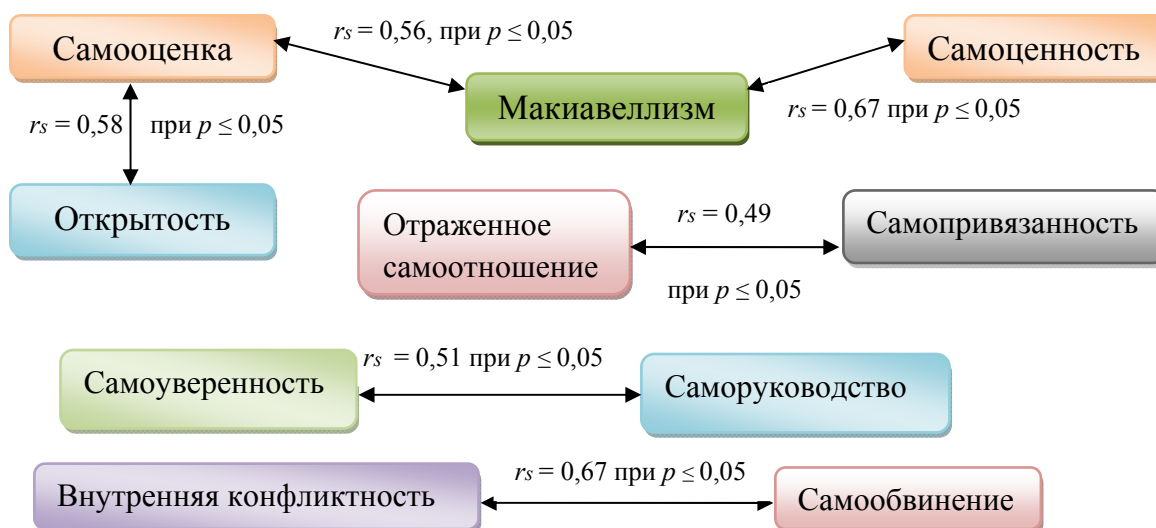 Самооценка
rs = 0,56, при p ≤ 0,05
Самоценность
Макиавеллизм
rs = 0,67 при p ≤ 0,05
rs = 0,58 при p ≤ 0,05
Открытость
Отраженное
самоотношение
rs = 0,49
при p ≤ 0,05
Самопривязанность
Самоуверенность
rs = 0,51 при p ≤ 0,05
Саморуководство
Внутренняя конфликтность
rs = 0,67 при p ≤ 0,05
Самообвинение